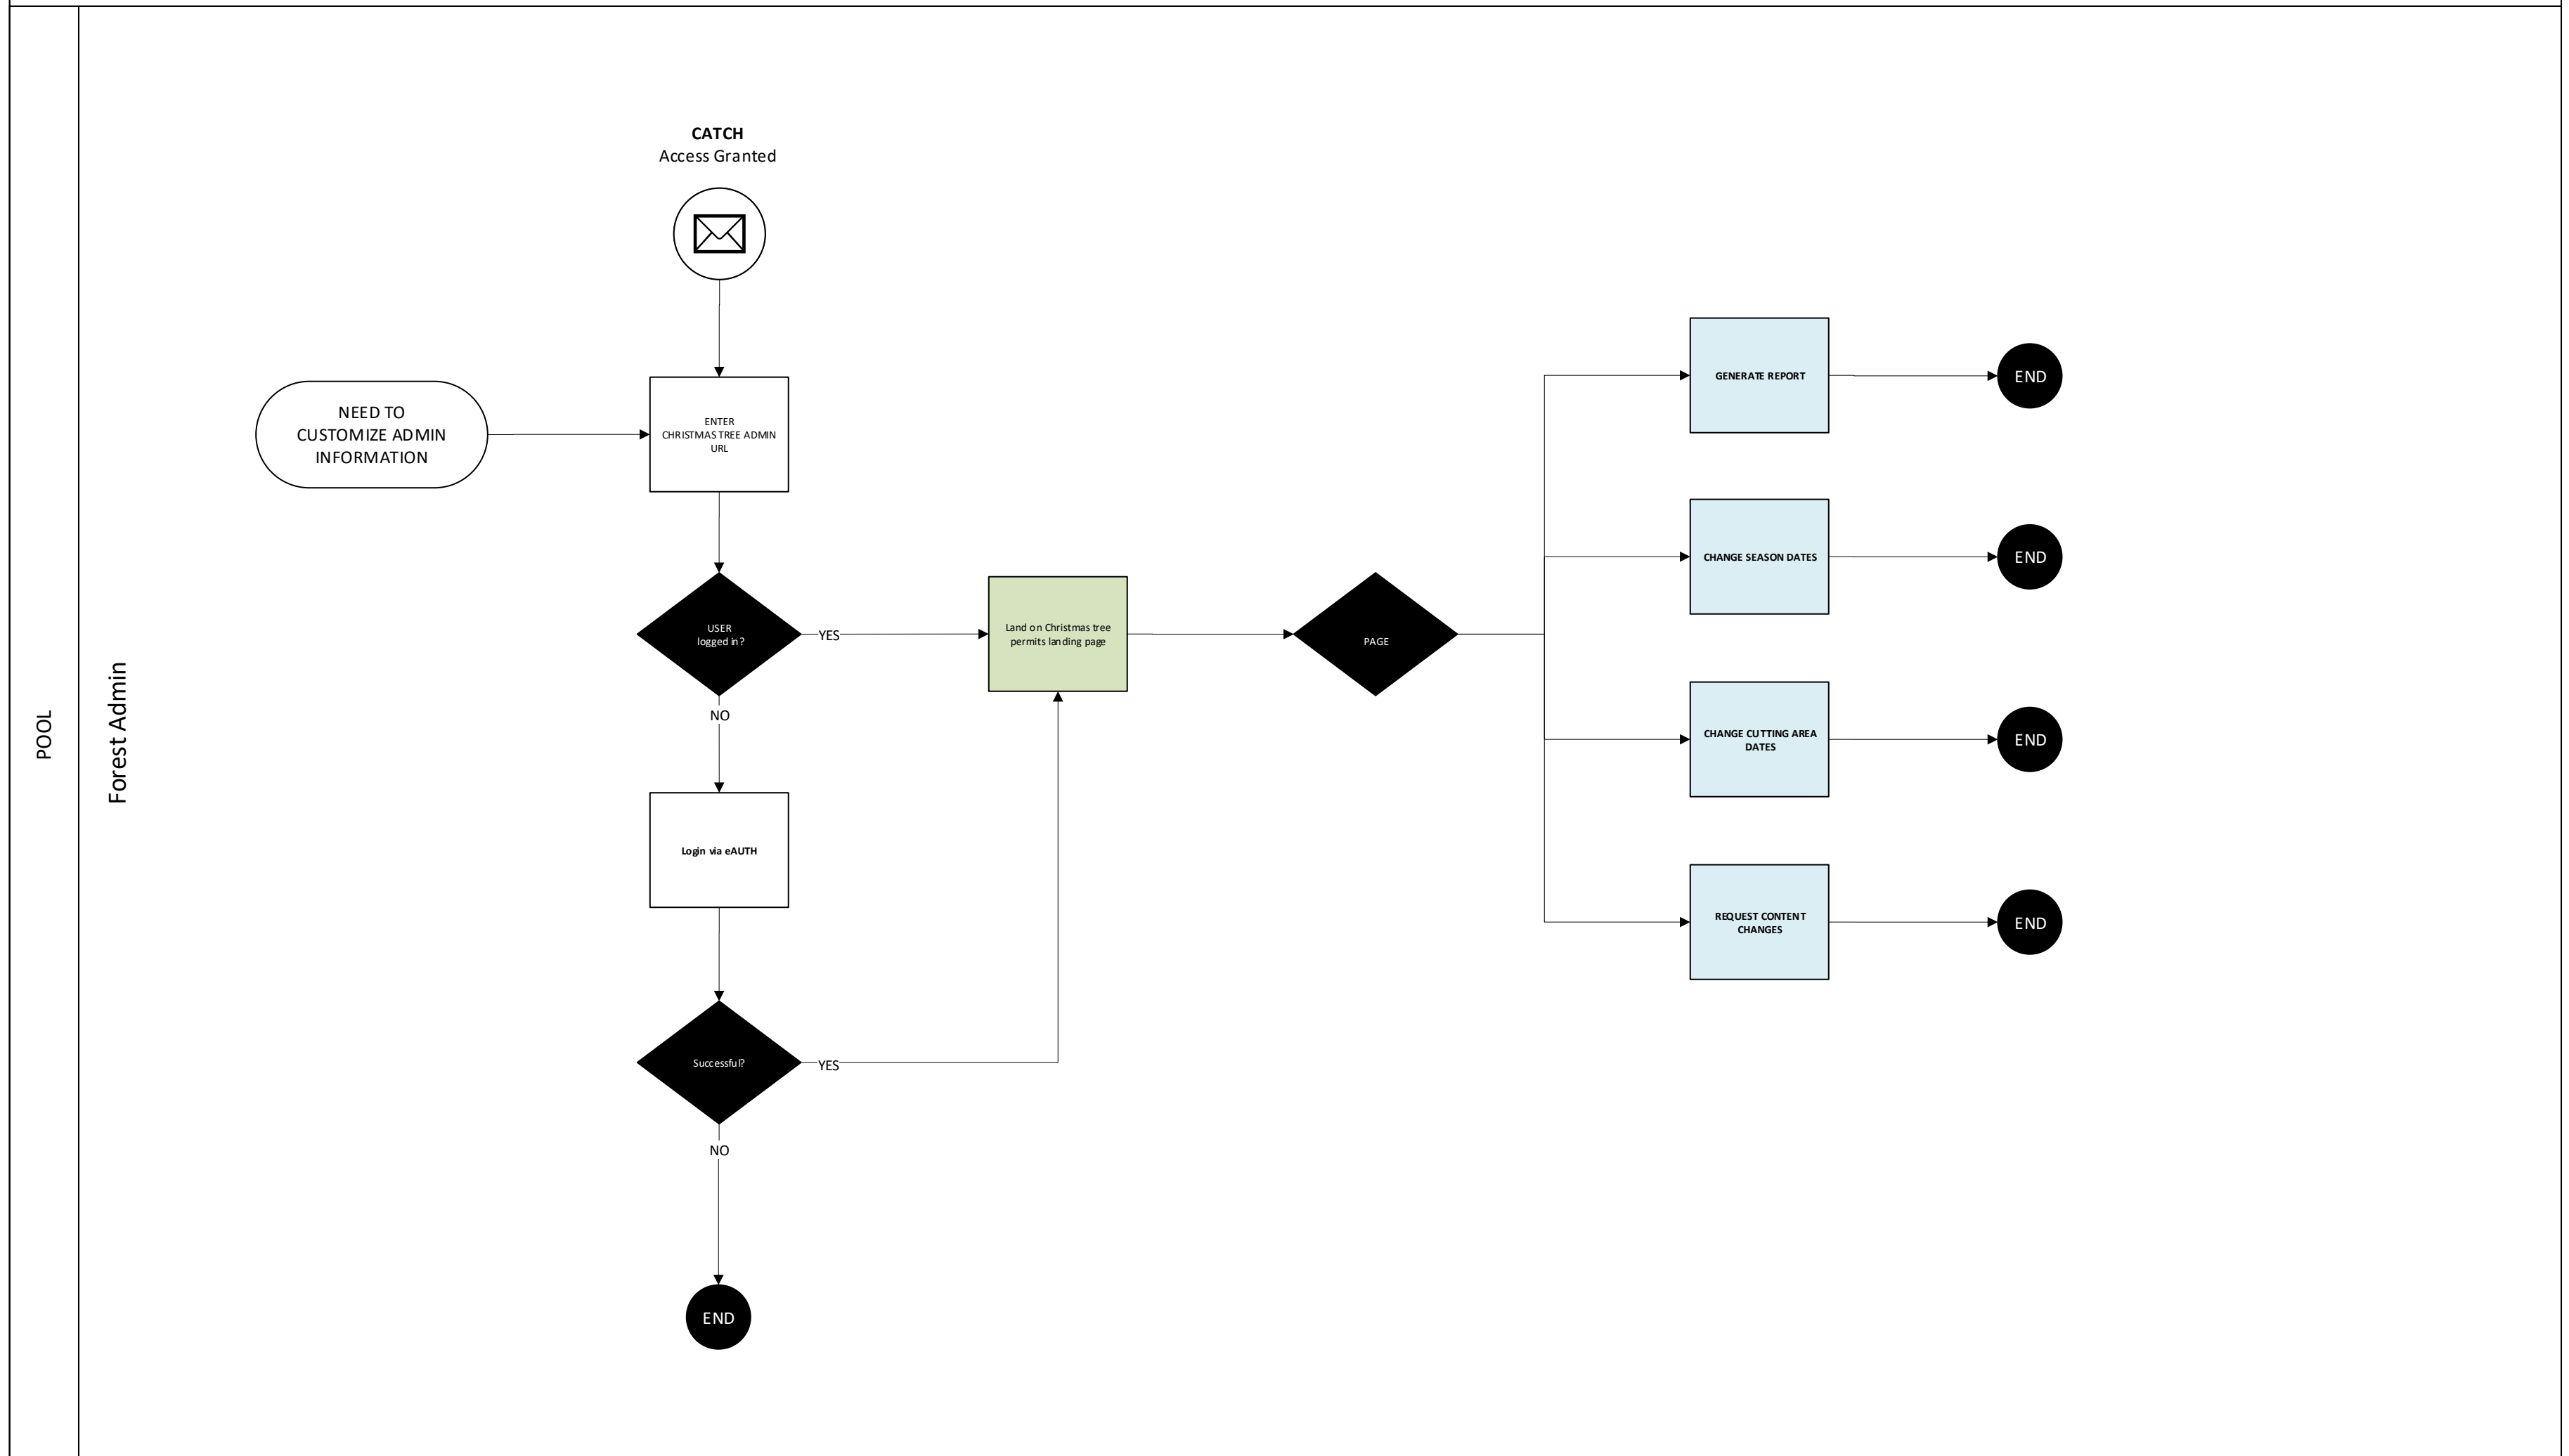 POOL
Forest Admin
CATCH
Access Granted
NEED TO
CUSTOMIZE ADMIN
INFORMATION
ENTER
CHRISTMAS TREE ADMIN
URL
USER
logged in?
YES
NO
Login via eAUTH
Successful?
YES
NO
END
Land on Christmas tree
permits landing page
PAGE
GENERATE REPORT
END
CHANGE SEASON DATES
END
CHANGE CUTTING AREA
DATES
END
REQUEST CONTENT
CHANGES
END